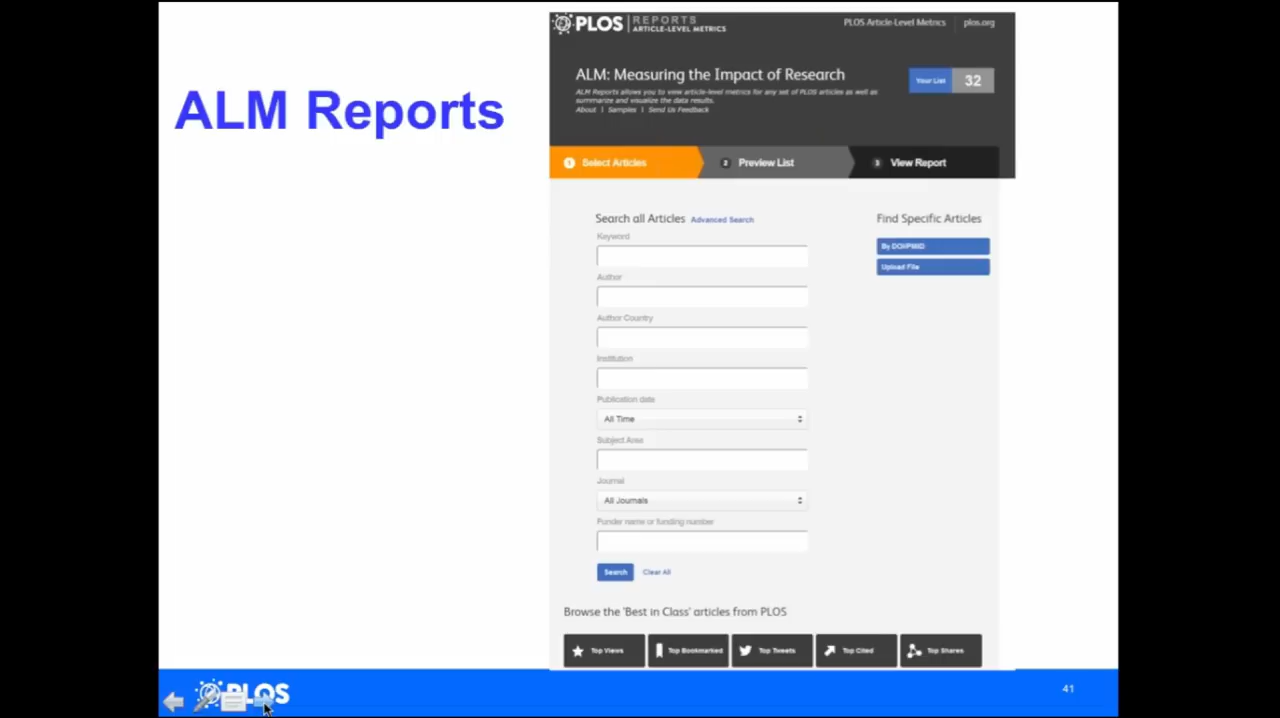 ALM Reports
PLOS REPORTS
ARTICLE-LEVEL METRICS
PLOS Article-Level Metrics plos.org
ALM: Measuring the Impact of Research
ALM Reports allows you to view article-level metrics for any set of PLOS articles as well as
summarize and visualize the data results.
About | Samples | Send Us Feedback
Your List 32
1 Select Articles 2 Preview List 3 View Report
Search all Articles Advanced Search
Find Specific Articles
By DOI/PMID
Upload File
Keyword
Author
Author Country
Institution
Publication date
All Time
Subject Area
Journal
All Journals
Funder name or funding number
Search Clear All
Browse the 'Best in Class' articles from PLOS
Top Views Top Bookmarked Top Tweets Top Cited Top Shares
PLOS
41